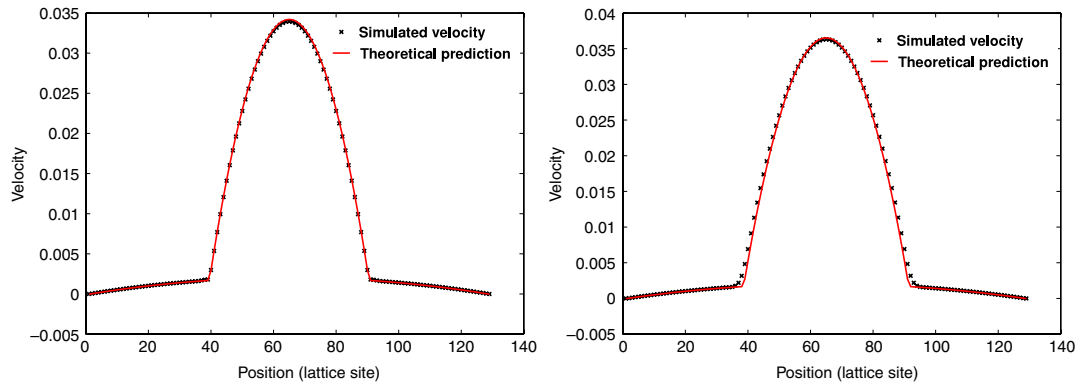 0.035
0.03
0.025
0.02
0.015
0.01
0.005
0
−0.005
Velocity
0 20 40 60 80 100 120 140
Position (lattice site)
Simulated velocity
Theoretical prediction
0.04
0.035
0.03
0.025
0.02
0.015
0.01
0.005
0
−0.005
Velocity
0 20 40 60 80 100 120 140
Position (lattice site)
Simulated velocity
Theoretical prediction